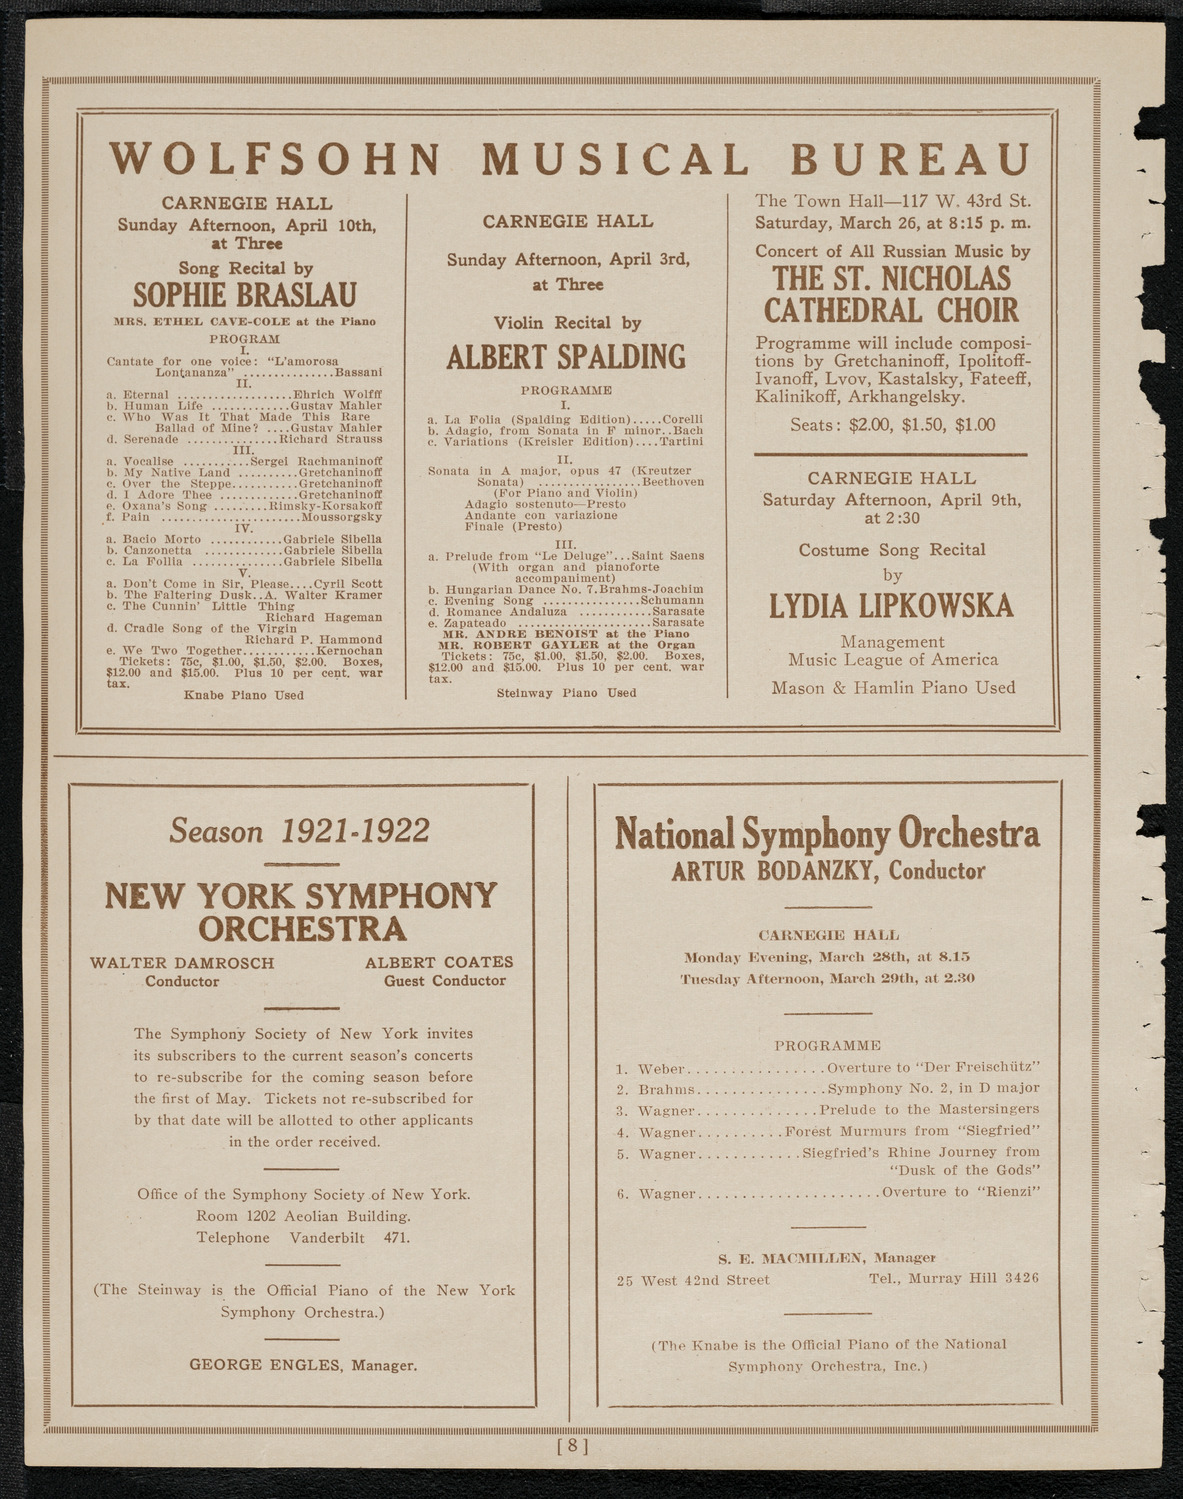 WOLFSOHN MUSICAL BUREAU
CARNEGIE HALL
Sunday Afternoon, April 10th,
at Three
Song Recital by
SOPHIE BRASLAU
MRS. ETHEL CAVE-COLE at the Piano
PROGRAM
I.
Cantate for one voice: "L'amorosa
Lontananza" ...............Bassani
II.
a. Eternal ...................Ehrich Wolff
b. Human Life ............Gustav Mahler
c. Who Was It That Made This Rare
Ballad of Mine? ....Gustav Mahler
d. Serenade ..............Richard Strauss
III.
a. Vocalise ...........Sergei Rachmaninoff
b. My Native Land ..........Gretchaninoff
c. Over the Steppe...........Gretchaninoff
d. I Adore Thee .............Gretchaninoff
e. Oxana's Song .........Rimsky-Korsakoff
f. Pain .......................Moussorgsky
IV.
a. Bacio Morto ............Gabriele Sibella
b. Canzonetta .............Gabriele Sibella
c. La Follia ...............Gabriele Sibella
V.
a. Don't Come in Sir, Please....Cyril Scott
b. The Faltering Dusk..A. Walter Kramer
c. The Cunnin' Little Thing
Richard Hageman
d. Cradle Song of the Virgin
Richard P. Hammond
e. We Two Together............Kernochan
Tickets: 75c, $1.00, $1.50, $2.00. Boxes,
$12.00 and $15.00. Plus 10 per cent. war
tax.
Knabe Piano Used
CARNEGIE HALL
Sunday Afternoon, April 3rd,
at Three
Violin Recital by
ALBERT SPALDING
PROGRAMME
I.
a. La Folia (Spalding Edition).....Corelli
b. Adagio, from Sonata in F minor..Bach
c. Variations (Kreisler Edition)....Tartini
II.
Sonata in A major, opus 47 (Kreutzer
Sonata) .................Beethoven
(For Piano and Violin)
Adagio sostenuto—Presto
Andante con variazione
Finale (Presto)
III.
a. Prelude from "Le Deluge"...Saint Saens
(With organ and pianoforte
accompaniment)
b. Hungarian Dance No. 7.Brahms-Joachim
c. Evening Song ................Schumann
d. Romance Andaluza .............Sarasate
e. Zapateado ......................Sarasate
MR. ANDRE BENOIST at the Piano
MR. ROBERT GAYLER at the Organ
Tickets: 75c, $1.00, $1.50, $2.00. Boxes,
$12.00 and $15.00. Plus 10 per cent. war
tax.
Steinway Piano Used
The Town Hall—117 W. 43rd St.
Saturday, March 26, at 8:15 p. m.
Concert of All Russian Music by
THE ST. NICHOLAS
CATHEDRAL CHOIR
Programme will include composi-
tions by Gretchaninoff, Ipolitoff-
Ivanoff, Lvov, Kastalsky, Fateeff,
Kalinikoff, Arkhangelsky.
Seats: $2.00, $1.50, $1.00
CARNEGIE HALL
Saturday Afternoon, April 9th,
at 2:30
Costume Song Recital
by
LYDIA LIPKOWSKA
Management
Music League of America
Mason & Hamlin Piano Used
Season 1921-1922
NEW YORK SYMPHONY
ORCHESTRA
WALTER DAMROSCH ALBERT COATES
Conductor Guest Conductor
The Symphony Society of New York invites
its subscribers to the current season's concerts
to re-subscribe for the coming season before
the first of May. Tickets not re-subscribed for
by that date will be allotted to other applicants
in the order received.
Office of the Symphony Society of New York.
Room 1202 Aeolian Building.
Telephone Vanderbilt 471.
(The Steinway is the Official Piano of the New York
Symphony Orchestra.)
GEORGE ENGLES, Manager.
National Symphony Orchestra
ARTUR BODANZKY, Conductor
CARNEGIE HALL
Monday Evening, March 28th, at 8.15
Tuesday Afternoon, March 29th, at 2.30
PROGRAMME
1. Weber................Overture to "Der Freischütz"
2. Brahms...............Symphony No. 2, in D major
3. Wagner..............Prelude to the Mastersingers
4. Wagner..........Forest Murmurs from "Siegfried"
5. Wagner............Siegfried's Rhine Journey from
"Dusk of the Gods"
6. Wagner.....................Overture to "Rienzi"
S. E. MACMILLEN, Manager
25 West 42nd Street Tel., Murray Hill 3426
(The Knabe is the Official Piano of the National
Symphony Orchestra, Inc.)
[ 8 ]